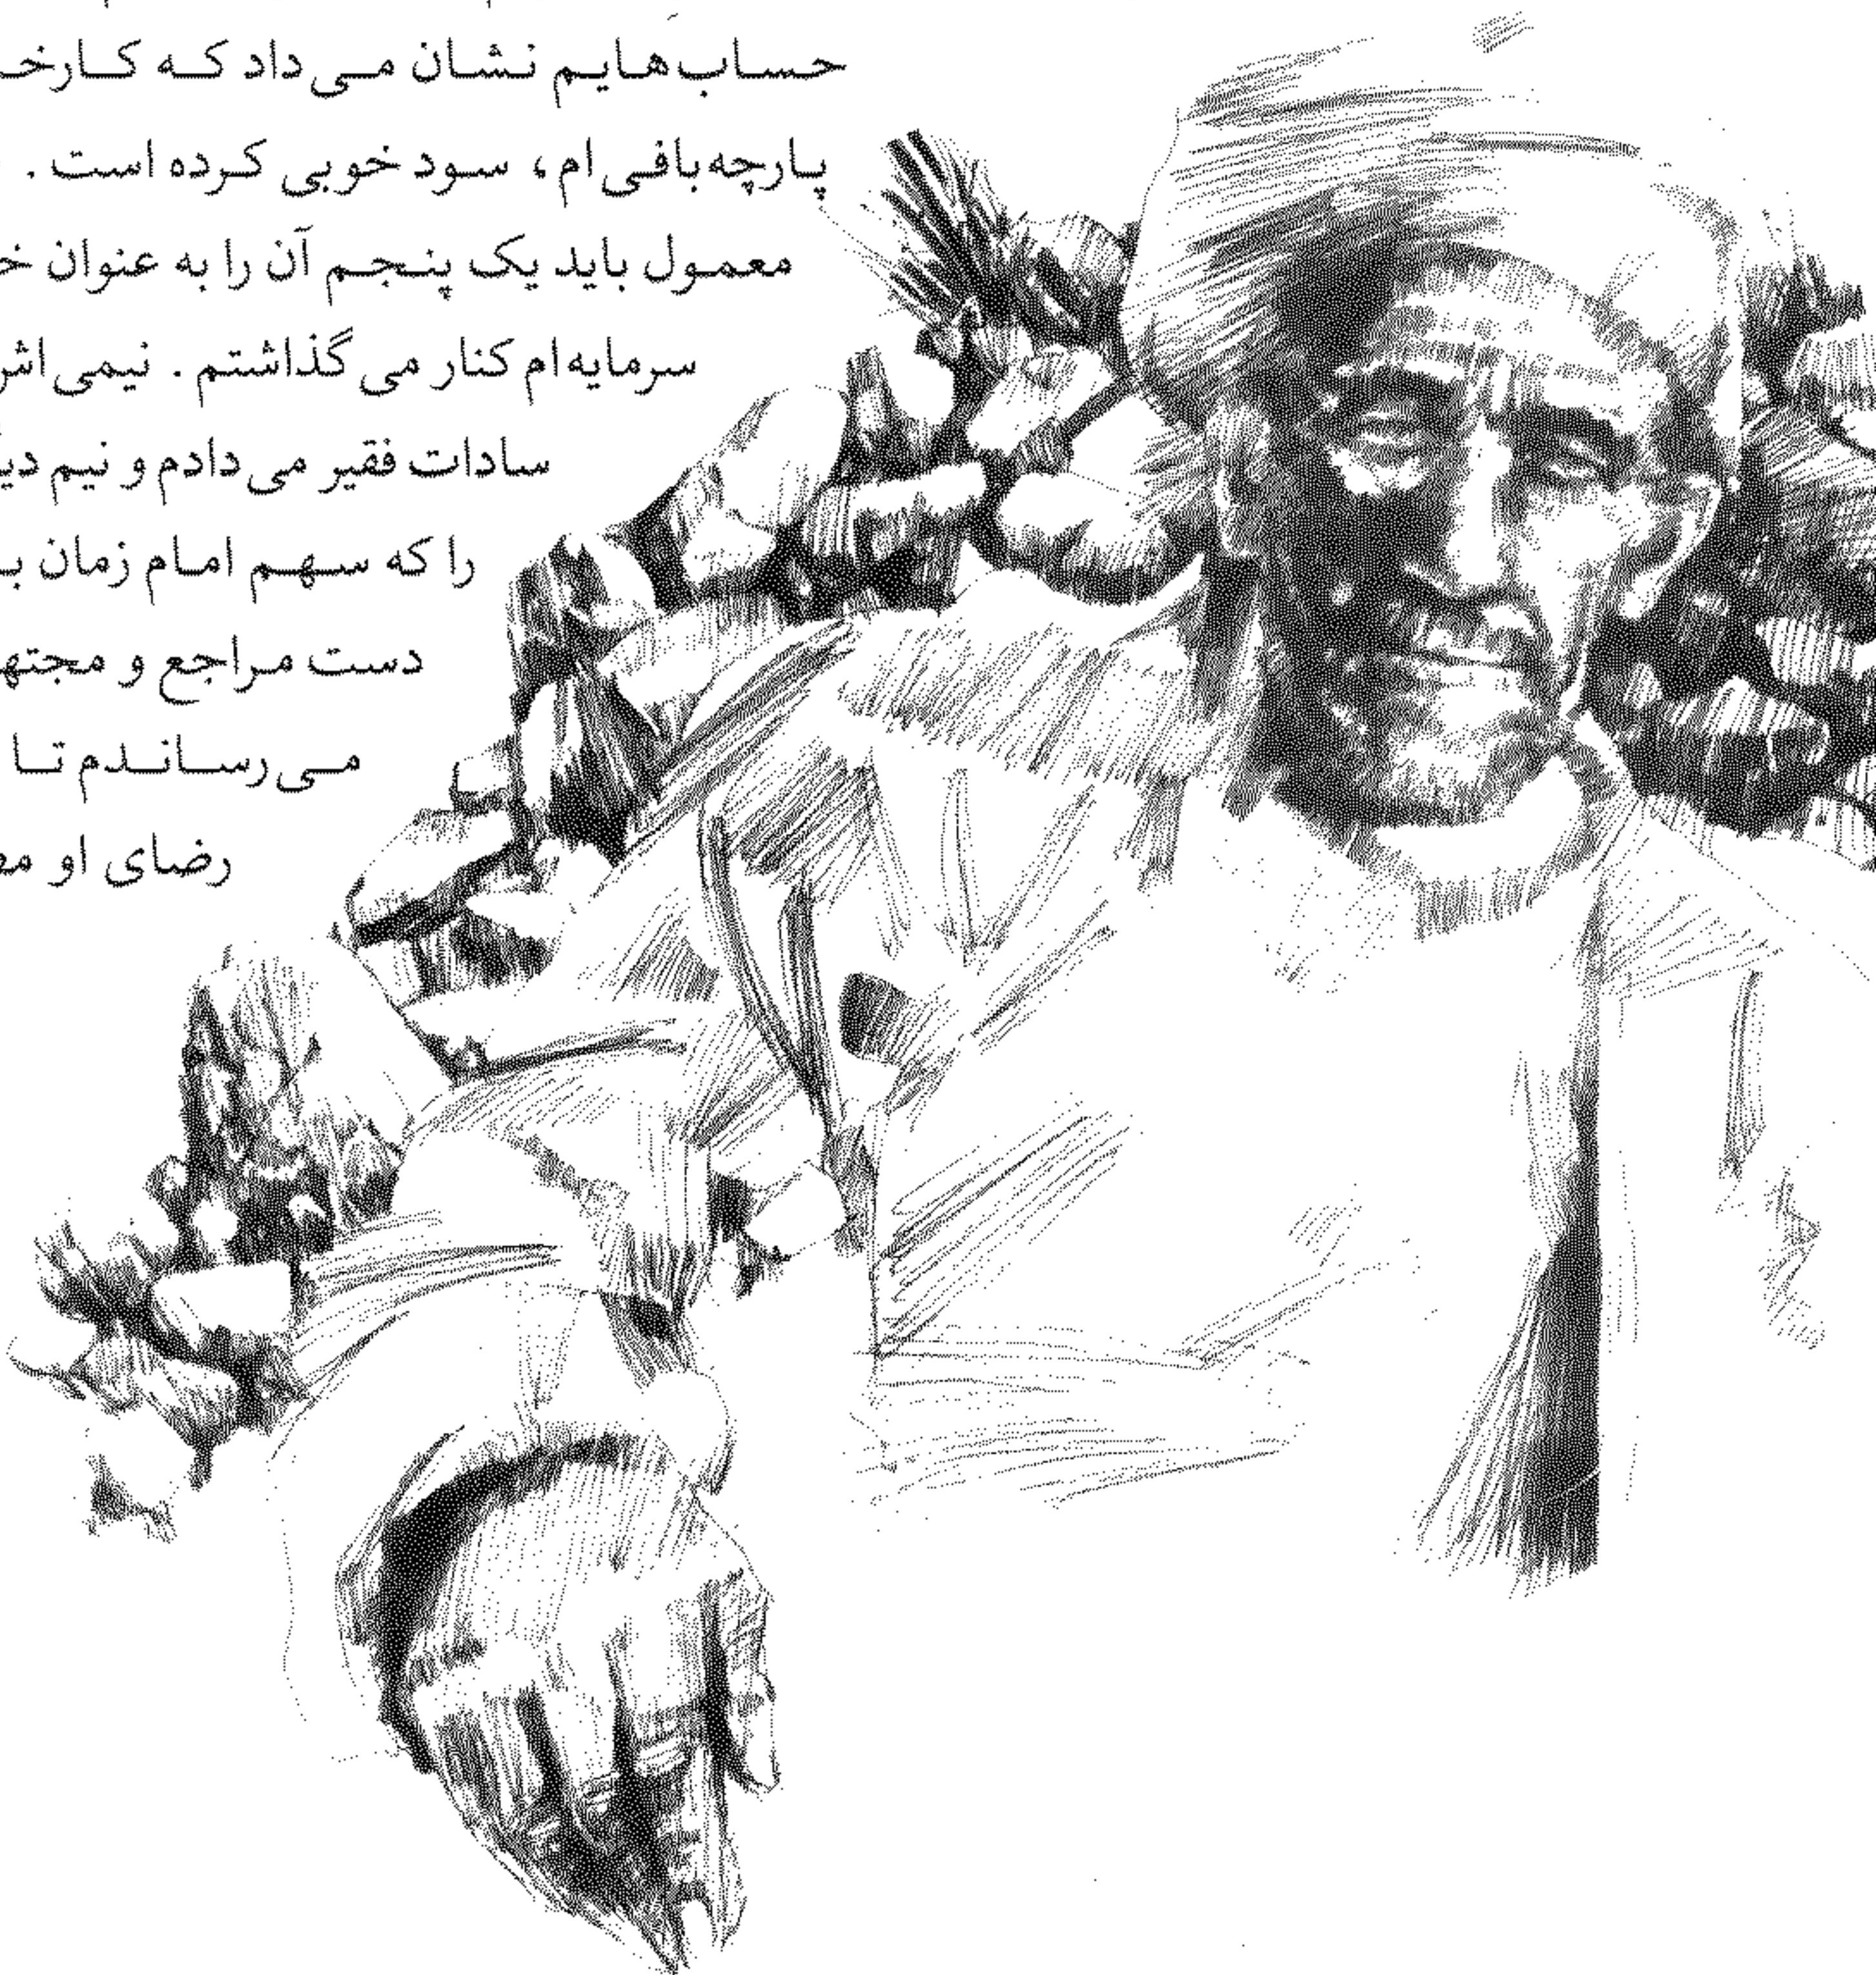 حساب‌هایم نشان می‌داد که
پارچه‌بافی‌ام، سود خوبی کرده است.
معمول باید یک پنجم آن را به عنوان
سرمایه‌ام کنار می‌گذاشتم. نیمی‌اش
سادات فقیر می‌دادم و نیم
را که سهم امام زمان
دست مراجع و
می‌رساندم تا
رضای او